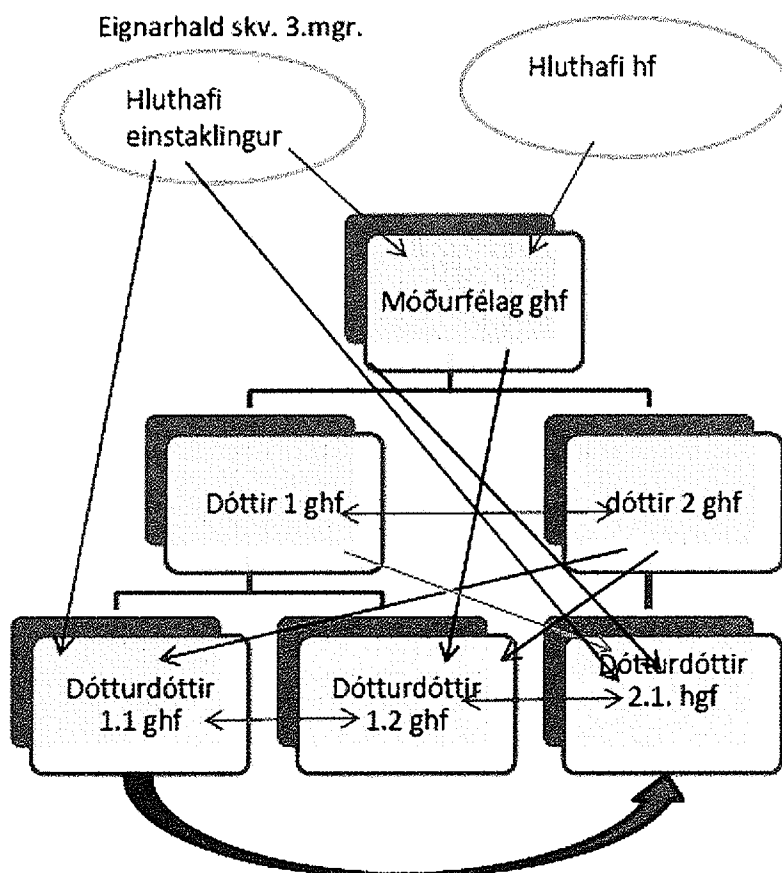 Eignarhald skv. 3.mgr.
Hluthafi
einstaklingur
Hluthafi hf
Móðurfélag ghf
Dóttir 1 ghf
dóttir 2 ghf
Dótturdóttir
1.1 ghf
Dótturdóttir
1.2 ghf
Dótturdóttir
2.1. hgf